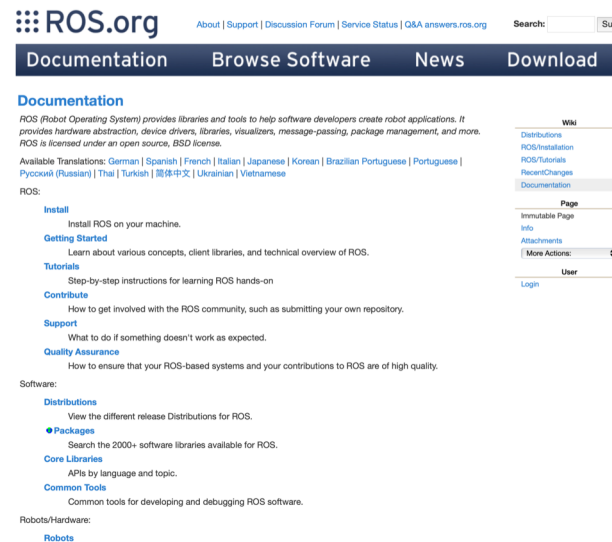 ROS.org
About | Support | Discussion Forum | Service Status | Q&A answers.ros.org
Search:
Su
Documentation
Browse Software
News
Download
Documentation
ROS (Robot Operating System) provides libraries and tools to help software developers create robot applications. It
provides hardware abstraction, device drivers, libraries, visualizers, message-passing, package management, and more.
ROS is licensed under an open source, BSD license.
Available Translations: German | Spanish | French | Italian | Japanese | Korean | Brazilian Portuguese | Portuguese |
Русский (Russian) | Thai | Turkish | 简体中文 | Ukrainian | Vietnamese
ROS:
Install
Install ROS on your machine.
Getting Started
Learn about various concepts, client libraries, and technical overview of ROS.
Tutorials
Step-by-step instructions for learning ROS hands-on
Contribute
How to get involved with the ROS community, such as submitting your own repository.
Support
What to do if something doesn't work as expected.
Quality Assurance
How to ensure that your ROS-based systems and your contributions to ROS are of high quality.
Software:
Distributions
View the different release Distributions for ROS.
Packages
Search the 2000+ software libraries available for ROS.
Core Libraries
APIs by language and topic.
Common Tools
Common tools for developing and debugging ROS software.
Robots/Hardware:
Robots
Wiki
Distributions
ROS/Installation
ROS/Tutorials
RecentChanges
Documentation
Page
Immutable Page
Info
Attachments
More Actions:
User
Login